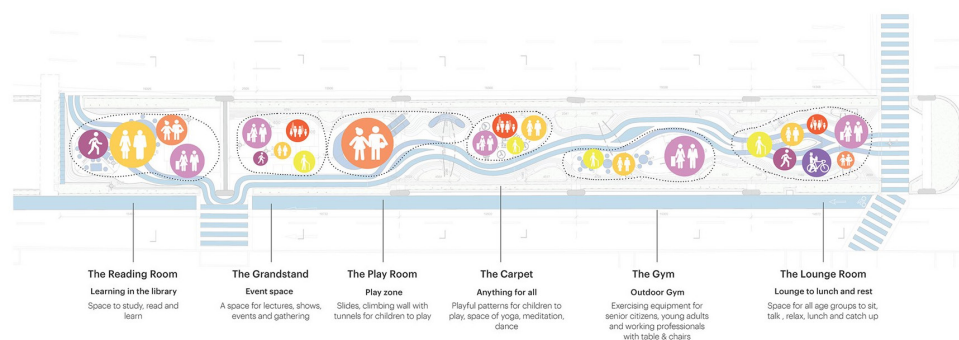 The Reading Room
Learning in the library
Space to study, read and
learn
The Grandstand
Event space
A space for lectures, shows,
events and gathering
The Play Room
Play zone
Slides, climbing wall with
tunnels for children to play
The Carpet
Anything for all
Playful patterns for children to
play, space of yoga, meditation,
dance
The Gym
Outdoor Gym
Exercising equipment for
senior citizens, young adults
and working professionals
with table & chairs
The Lounge Room
Lounge to lunch and rest
Space for all age groups to sit,
talk , relax, lunch and catch up